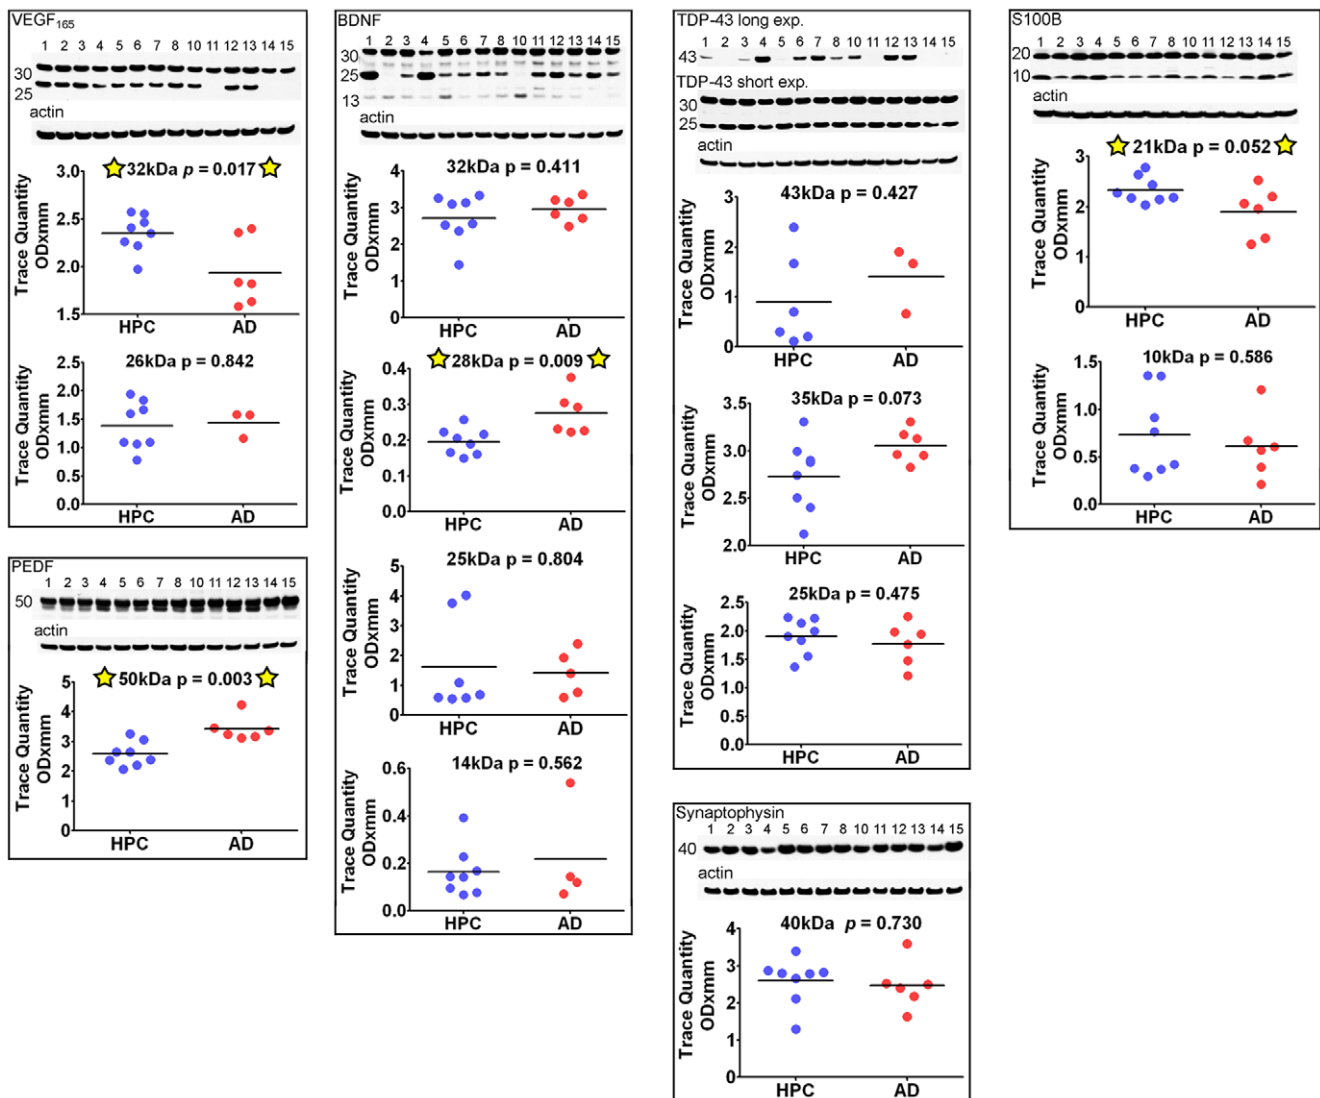 VEGF165
1 2 3 4 5 6 7 8 9 10 11 12 13 14 15
30
25
actin
32kDa p = 0.017
3.0
2.5
2.0
1.5
Trace Quantity
ODxmm
HPC AD
26kDa p = 0.842
2.5
2.0
1.5
1.0
0.5
0.0
Trace Quantity
ODxmm
HPC AD
PEDF
1 2 3 4 5 6 7 8 9 10 11 12 13 14 15
50
actin
50kDa p = 0.003
5
4
3
2
1
0
Trace Quantity
ODxmm
HPC AD
BDNF
1 2 3 4 5 6 7 8 9 10 11 12 13 14 15
30
25
13
actin
32kDa p = 0.411
4
3
2
1
0
Trace Quantity
ODxmm
HPC AD
28kDa p = 0.009
0.4
0.3
0.2
0.1
0.0
Trace Quantity
ODxmm
HPC AD
25kDa p = 0.804
5
4
3
2
1
0
Trace Quantity
ODxmm
HPC AD
14kDa p = 0.562
0.6
0.4
0.2
0.0
Trace Quantity
ODxmm
HPC AD
TDP-43 long exp.
1 3 4 6 7 8 10 12 13 15
43
TDP-43 short exp.
30
25
actin
43kDa p = 0.427
3
2
1
0
Trace Quantity
ODxmm
HPC AD
35kDa p = 0.073
3.5
3.0
2.5
2.0
Trace Quantity
ODxmm
HPC AD
25kDa p = 0.475
2.5
2.0
1.5
1.0
0.5
0.0
Trace Quantity
ODxmm
HPC AD
Synaptophysin
1 2 3 4 5 6 7 8 10 11 12 13 14 15
40
actin
40kDa p = 0.730
4
3
2
1
0
Trace Quantity
ODxmm
HPC AD
S100B
1 2 3 4 5 6 7 8 10 11 12 13 14 15
20
10
actin
21kDa p = 0.052
3
2
1
0
Trace Quantity
ODxmm
HPC AD
10kDa p = 0.586
1.5
1.0
0.5
0.0
Trace Quantity
ODxmm
HPC AD